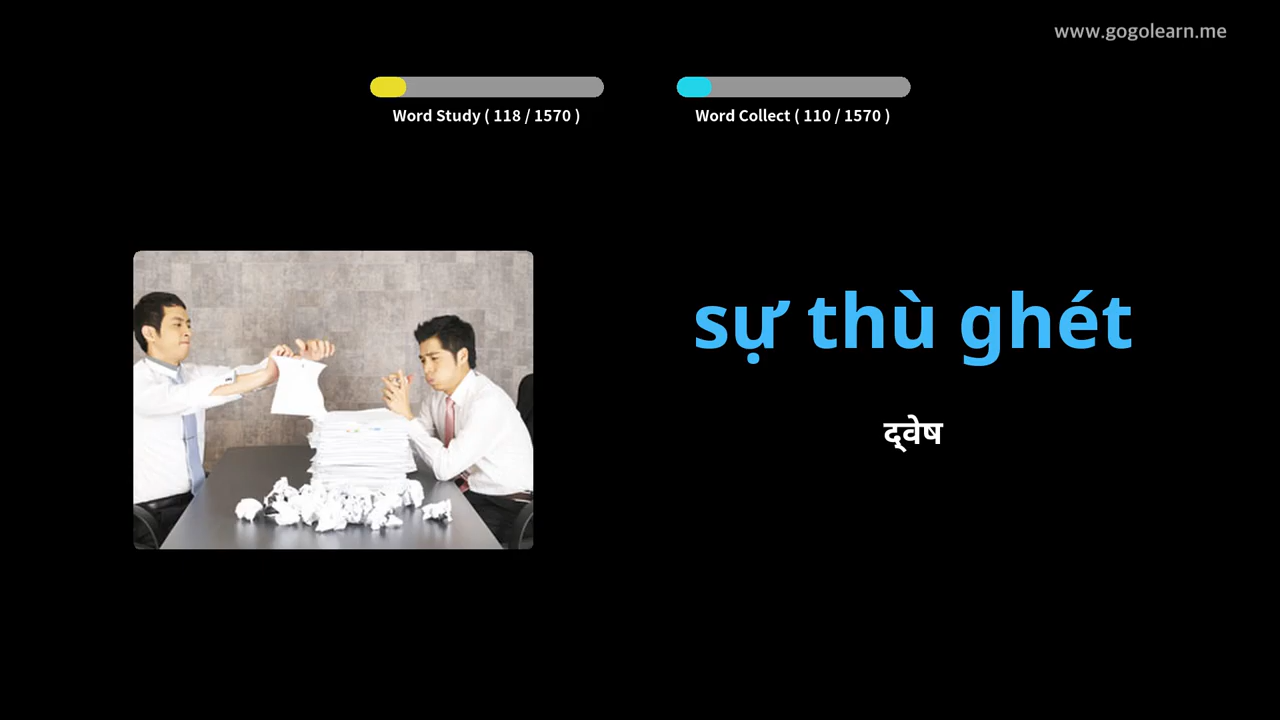 www.gogolearn.me
Word Study ( 118 / 1570 )
Word Collect ( 110 / 1570 )
sự thù ghét
द्वेष